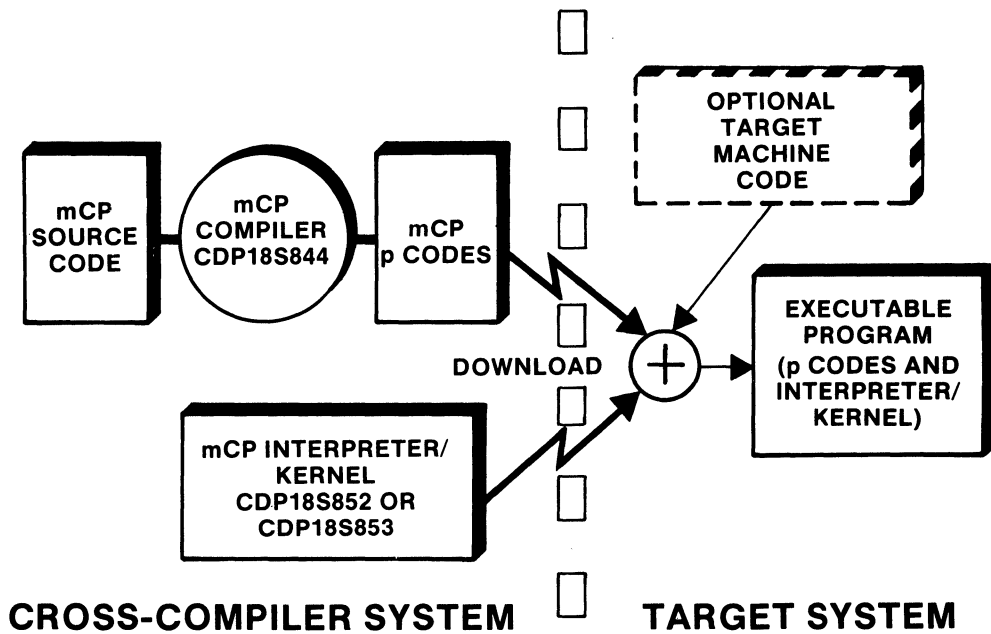 OPTIONAL
TARGET
MACHINE
CODE
mCP
SOURCE
CODE
mCP
COMPILER
CDP18S844
mCP
p CODES
DOWNLOAD
+
EXECUTABLE
PROGRAM
(p CODES AND
INTERPRETER/
KERNEL)
mCP INTERPRETER/
KERNEL
CDP18S852 OR
CDP18S853
CROSS-COMPILER SYSTEM
TARGET SYSTEM